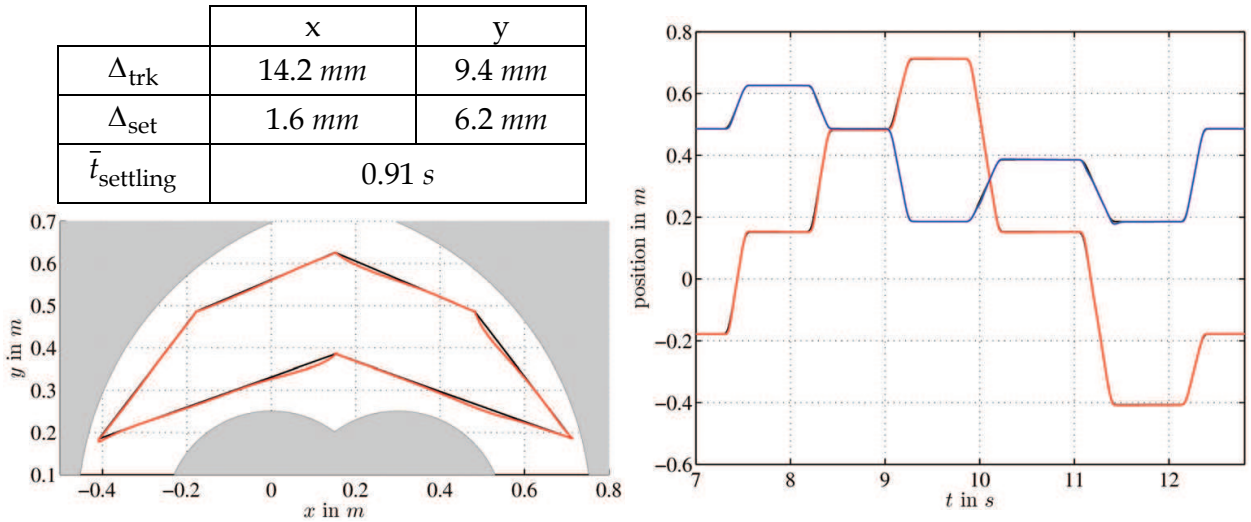 x y
Δtrk 14.2 mm 9.4 mm
Δset 1.6 mm 6.2 mm
t̄settling 0.91 s
0.7
0.6
0.5
0.4
0.3
0.2
0.1
y in m
−0.4 −0.2 0 0.2 0.4 0.6 0.8
x in m
0.8
0.6
0.4
0.2
0
−0.2
−0.4
−0.6
position in m
7 8 9 10 11 12
t in s